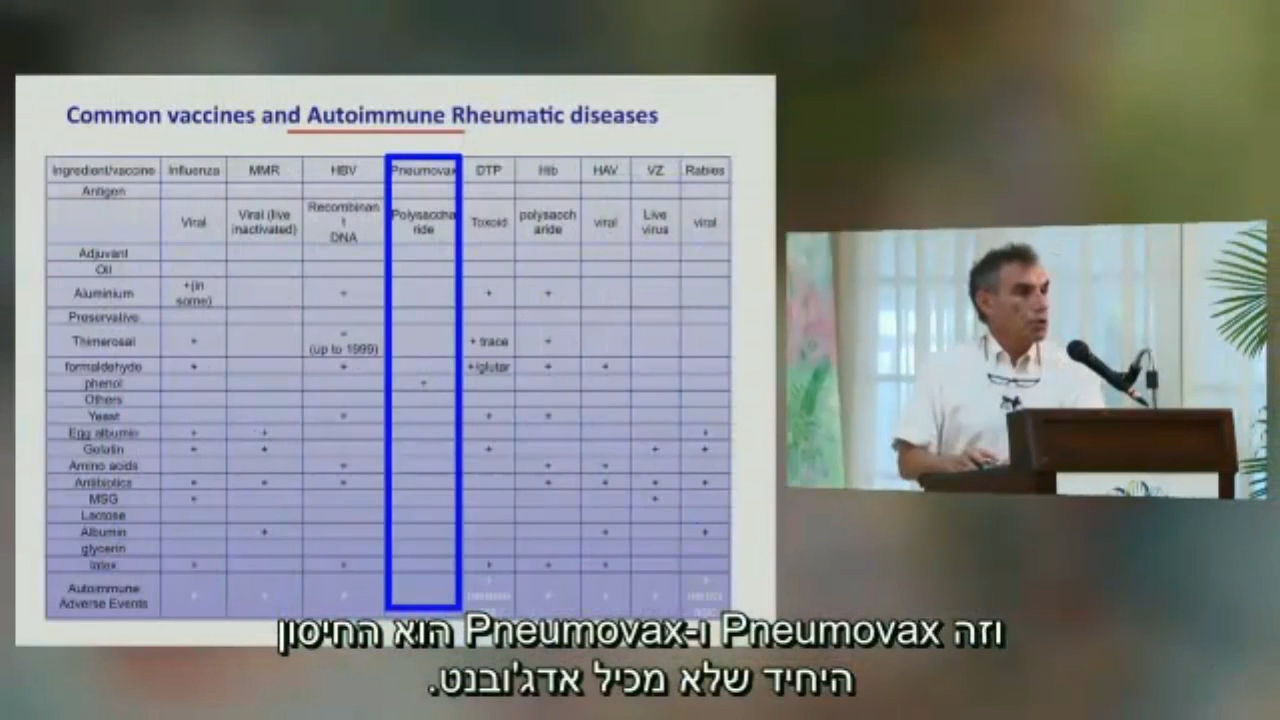 Common vaccines and Autoimmune Rheumatic diseases
Ingredient/vaccine Influenza MMR HBV Pneumovax DTP Hib HAV VZ Rabies
Antigen
Viral Viral (live inactivated) Recombinant DNA Polysaccharide Toxoid polysaccharide viral Live virus viral
Adjuvant
Oil
Aluminium +(in some) + + +
Preservative
Thimerosal + (up to 1999) + trace +
formaldehyde + + + +
phenol +
Others
Yeast + + +
Egg albumin + + +
Gelatin + + + + +
Amino acids + + +
Antibiotics + + + + + + +
MSG + +
Lactose
Albumin + + +
glycerin
latex + + + + +
Autoimmune Adverse Events + + + + + + + +
וזה Pneumovax ו-Pneumovax הוא החיסון
היחיד שלא מכיל אדג'ובנט.